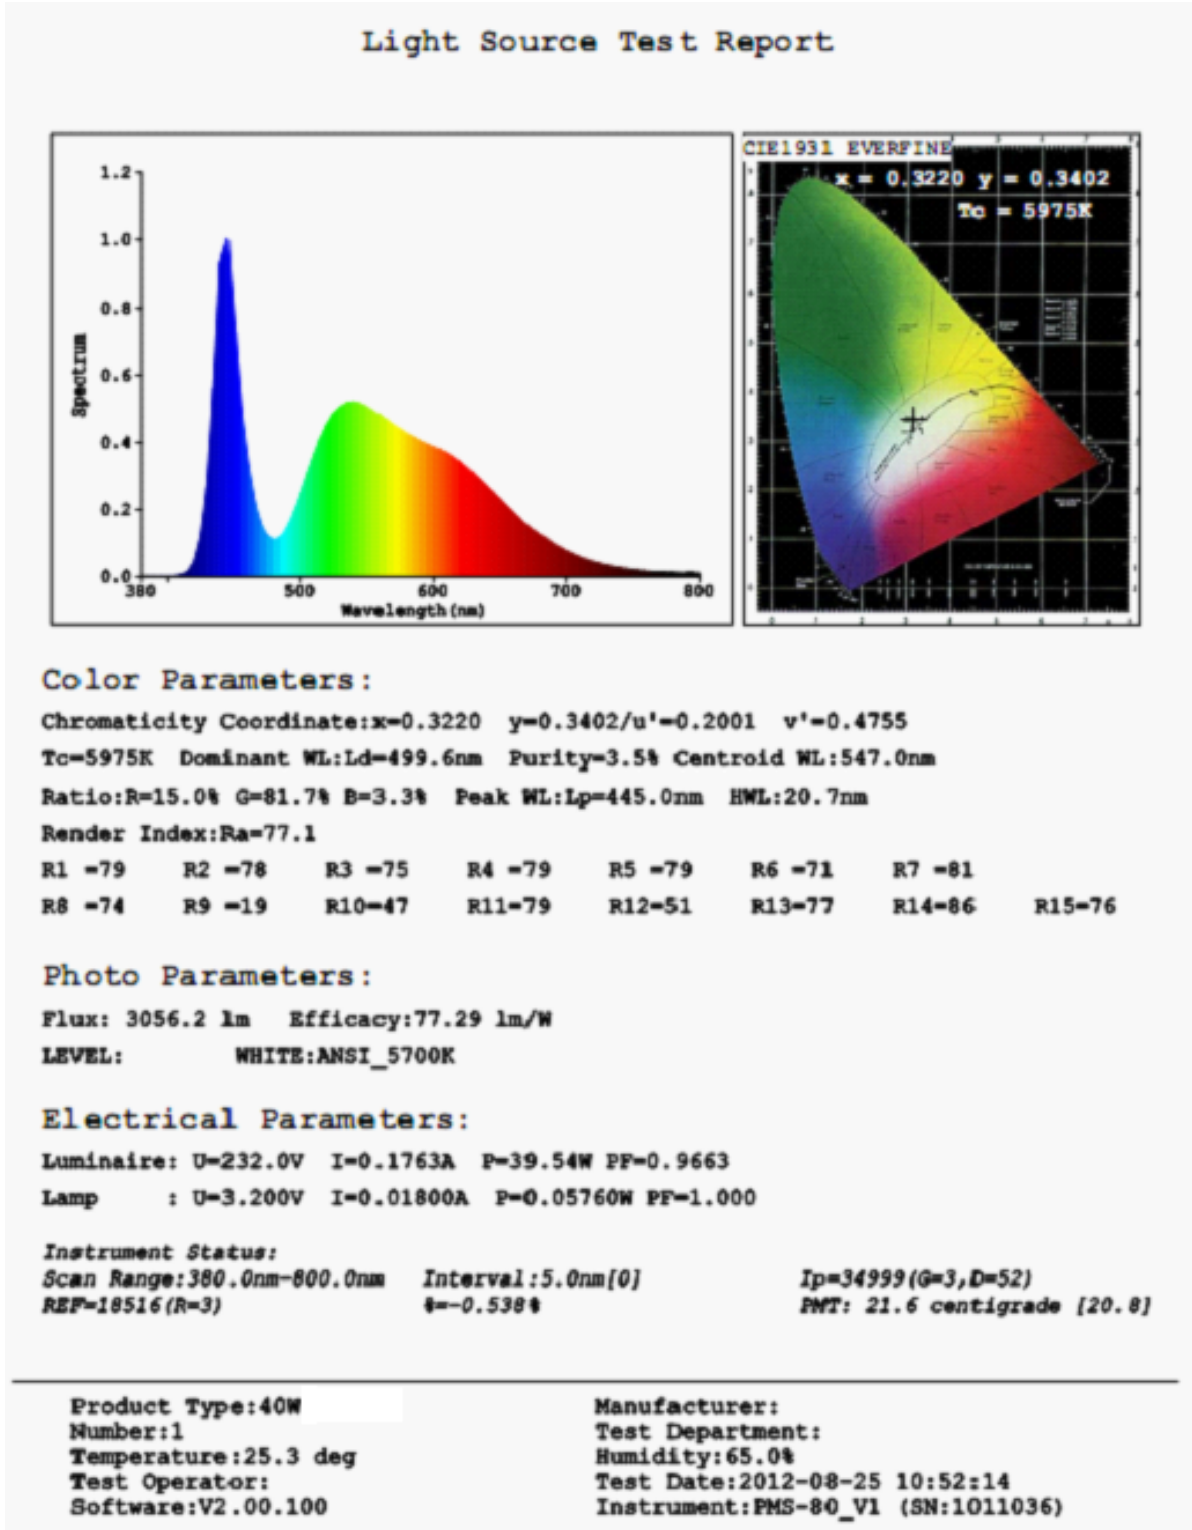 Light Source Test Report
1.2
1.0
0.8
0.6
0.4
0.2
0.0
Spectrum
380 500 600 700 800
Wavelength(nm)
CIE1931 EVERFINE
x = 0.3220 y = 0.3402
Tc = 5975K
Color Parameters:
Chromaticity Coordinate:x=0.3220 y=0.3402/u'=0.2001 v'=0.4755
Tc=5975K Dominant WL:Ld=499.6nm Purity=3.5% Centroid WL:547.0nm
Ratio:R=15.0% G=81.7% B=3.3% Peak WL:Lp=445.0nm HWL:20.7nm
Render Index:Ra=77.1
R1 =79 R2 =78 R3 =75 R4 =79 R5 =79 R6 =71 R7 =81
R8 =74 R9 =19 R10=47 R11=79 R12=51 R13=77 R14=86 R15=76
Photo Parameters:
Flux: 3056.2 lm Efficacy:77.29 lm/W
LEVEL: WHITE:ANSI_5700K
Electrical Parameters:
Luminaire: U=232.0V I=0.1763A P=39.54W PF=0.9663
Lamp : U=3.200V I=0.01800A P=0.05760W PF=1.000
Instrument Status:
Scan Range:380.0nm-800.0nm Interval:5.0nm[0] Ip=34999(G=3,D=52)
REF=18516(R=3) %=-0.538% PMT: 21.6 centigrade [20.8]
Product Type:40W Manufacturer:
Number:1 Test Department:
Temperature:25.3 deg Humidity:65.0%
Test Operator: Test Date:2012-08-25 10:52:14
Software:V2.00.100 Instrument:PMS-80_V1 (SN:1011036)